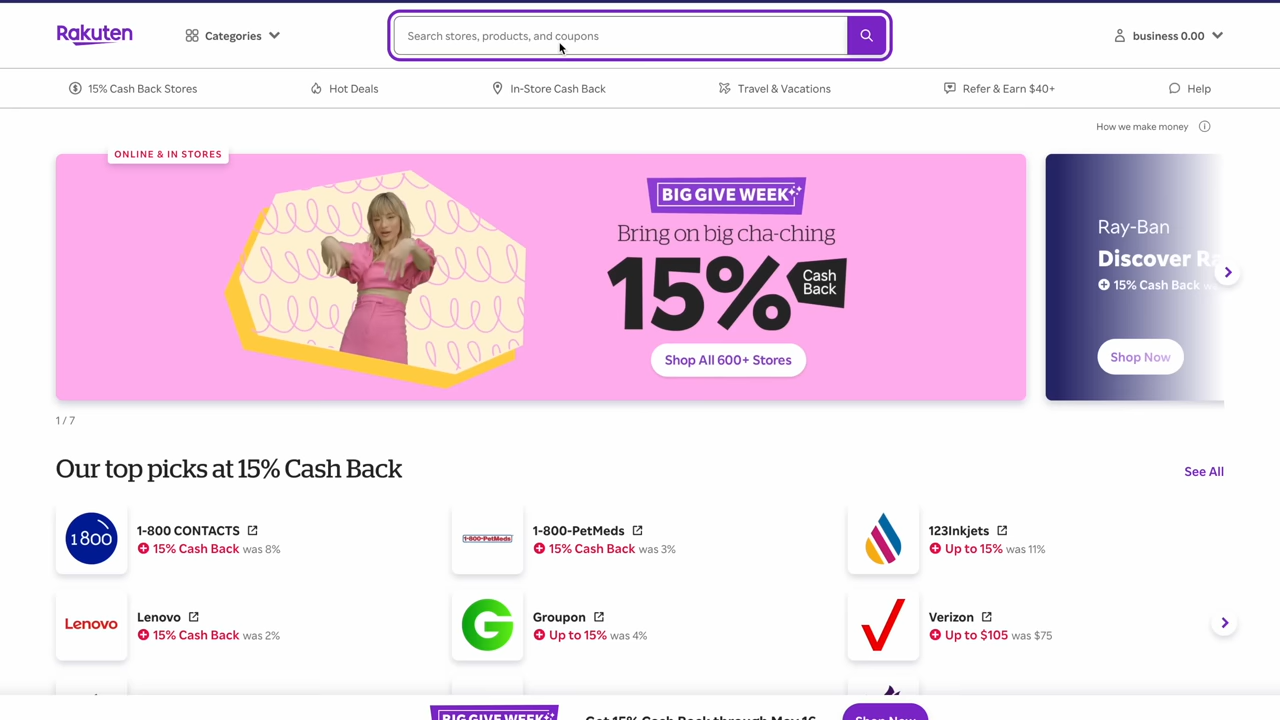 Rakuten
Categories
Search stores, products, and coupons
business 0.00
15% Cash Back Stores
Hot Deals
In-Store Cash Back
Travel & Vacations
Refer & Earn $40+
Help
How we make money
ONLINE & IN STORES
BIG GIVE WEEK
Bring on big cha-ching
15%
Cash
Back
Shop All 600+ Stores
Ray-Ban
Discover
15% Cash Back
Shop Now
1 / 7
Our top picks at 15% Cash Back
See All
1 800
1-800 CONTACTS
15% Cash Back was 8%
1-800-PetMeds
1-800-PetMeds
15% Cash Back was 3%
123Inkjets
Up to 15% was 11%
Lenovo
Lenovo
15% Cash Back was 2%
G
Groupon
Up to 15% was 4%
Verizon
Up to $105 was $75
BIG GIVE WEEK
Get 15% Cash Back through May 16
Shop Now